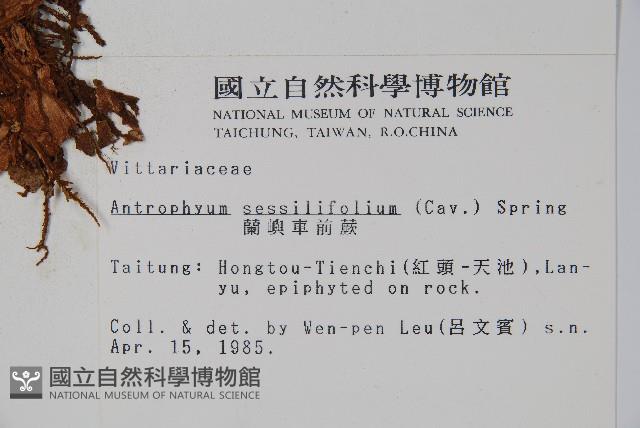 國立自然科學博物館
NATIONAL MUSEUM OF NATURAL SCIENCE
TAICHUNG, TAIWAN, R.O.CHINA
Vittariaceae
Antrophyum sessilifolium (Cav.) Spring
蘭嶼車前蕨
Taitung: Hongtou-Tienchi(紅頭-天池),Lan-
yu, epiphyted on rock.
Coll. & det. by Wen-pen Leu(呂文賓) s.n.
Apr. 15, 1985.
國立自然科學博物館
NATIONAL MUSEUM OF NATURAL SCIENCE